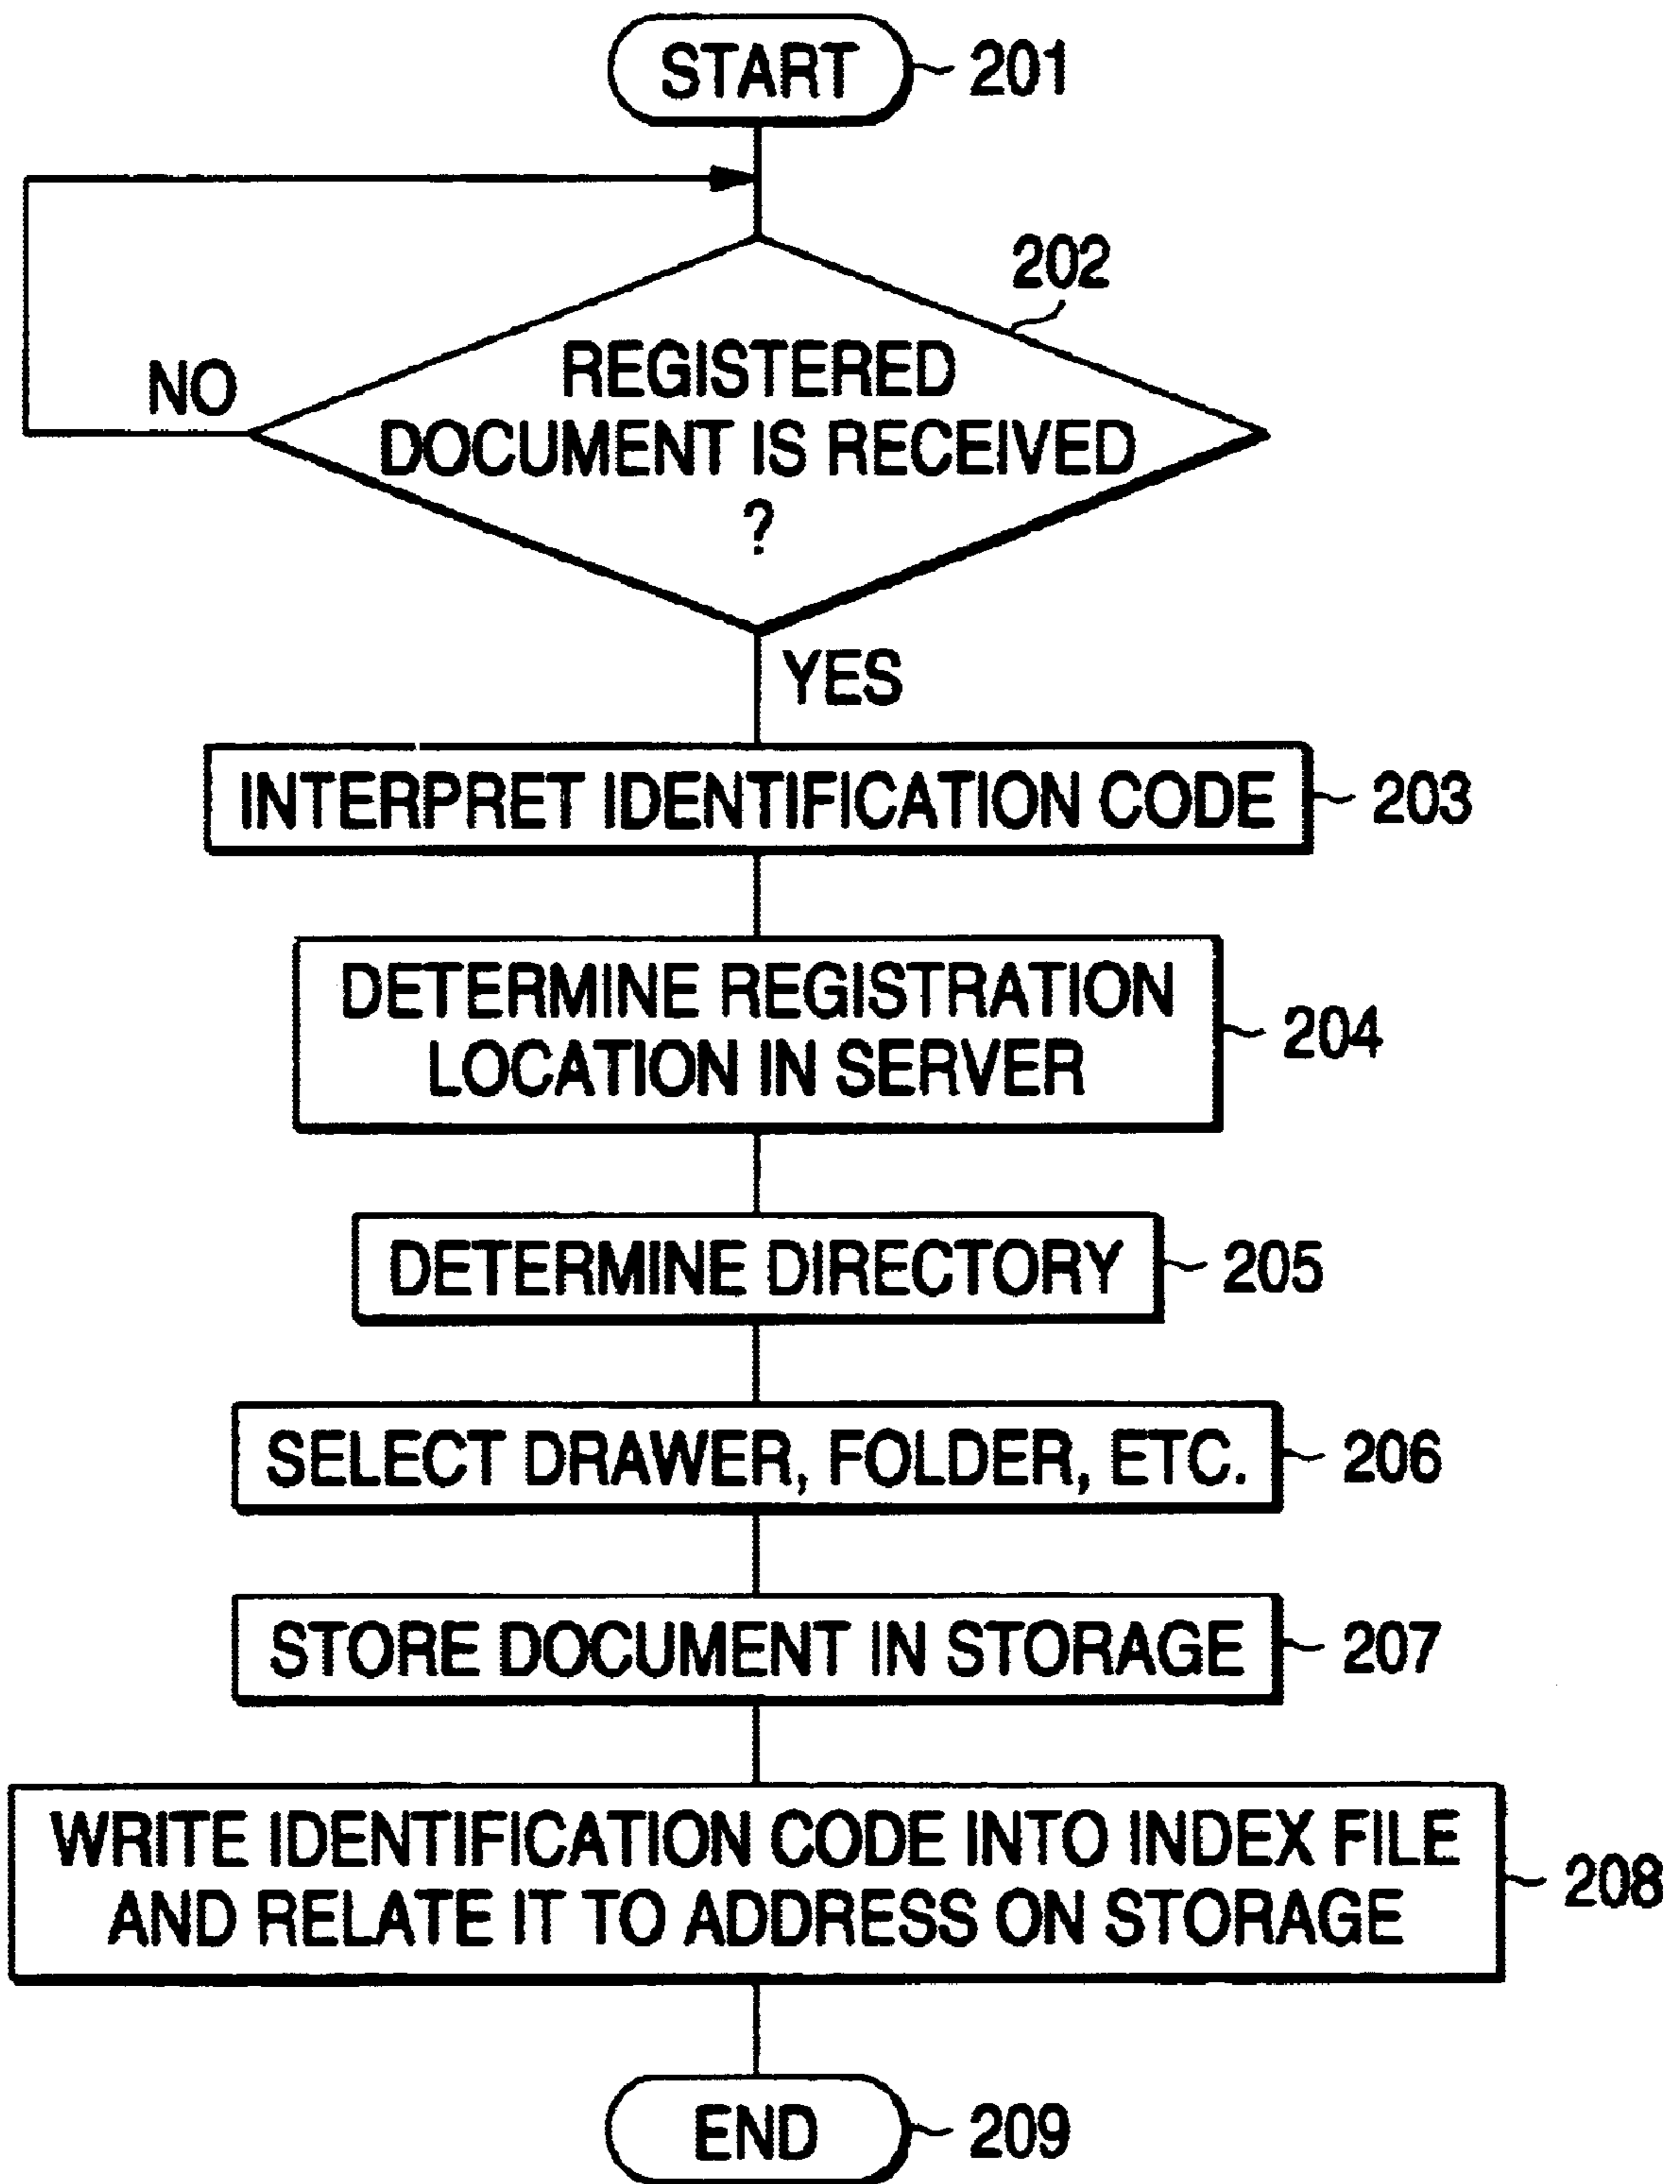 START
201
202
REGISTERED
DOCUMENT IS RECEIVED
?
NO
YES
INTERPRET IDENTIFICATION CODE
203
DETERMINE REGISTRATION
LOCATION IN SERVER
204
DETERMINE DIRECTORY
205
SELECT DRAWER, FOLDER, ETC.
206
STORE DOCUMENT IN STORAGE
207
WRITE IDENTIFICATION CODE INTO INDEX FILE
AND RELATE IT TO ADDRESS ON STORAGE
208
END
209